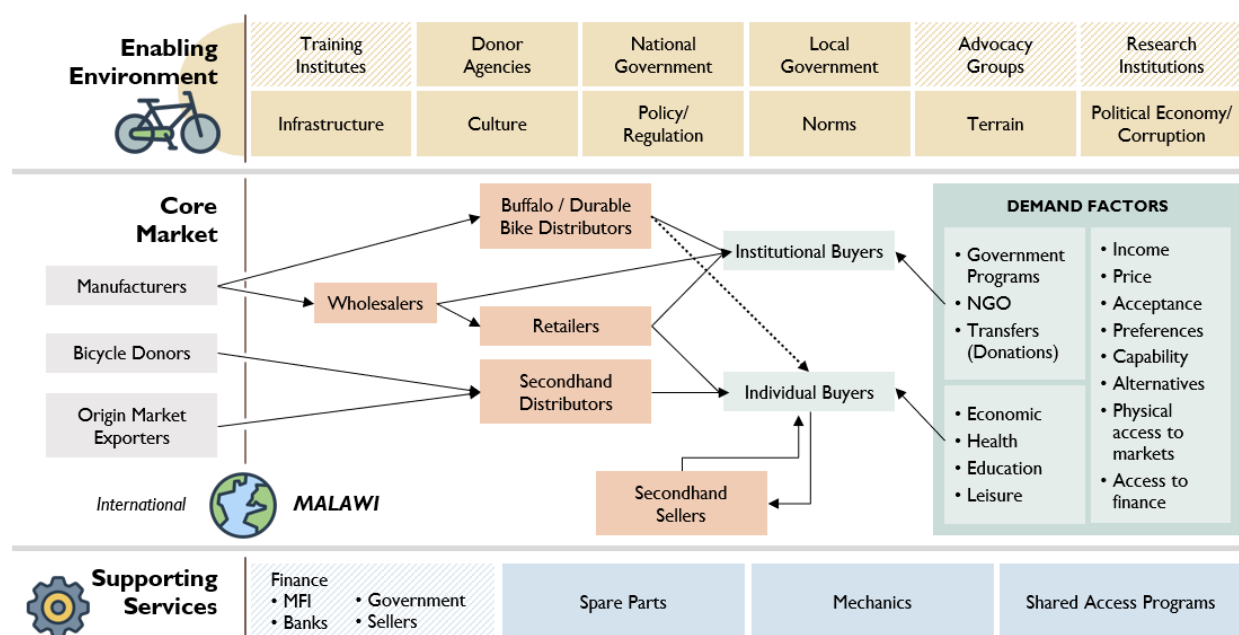 Enabling
Environment
Training
Institutes
Donor
Agencies
National
Government
Local
Government
Advocacy
Groups
Research
Institutions
Infrastructure
Culture
Policy/
Regulation
Norms
Terrain
Political Economy/
Corruption
Core
Market
Manufacturers
Bicycle Donors
Origin Market
Exporters
International
MALAWI
Wholesalers
Buffalo / Durable
Bike Distributors
Retailers
Secondhand
Distributors
Secondhand
Sellers
Institutional Buyers
Individual Buyers
DEMAND FACTORS
• Government
Programs
• NGO
• Transfers
(Donations)
• Economic
• Health
• Education
• Leisure
• Income
• Price
• Acceptance
• Preferences
• Capability
• Alternatives
• Physical
access to
markets
• Access to
finance
Supporting
Services
Finance
• MFI
• Banks
• Government
• Sellers
Spare Parts
Mechanics
Shared Access Programs